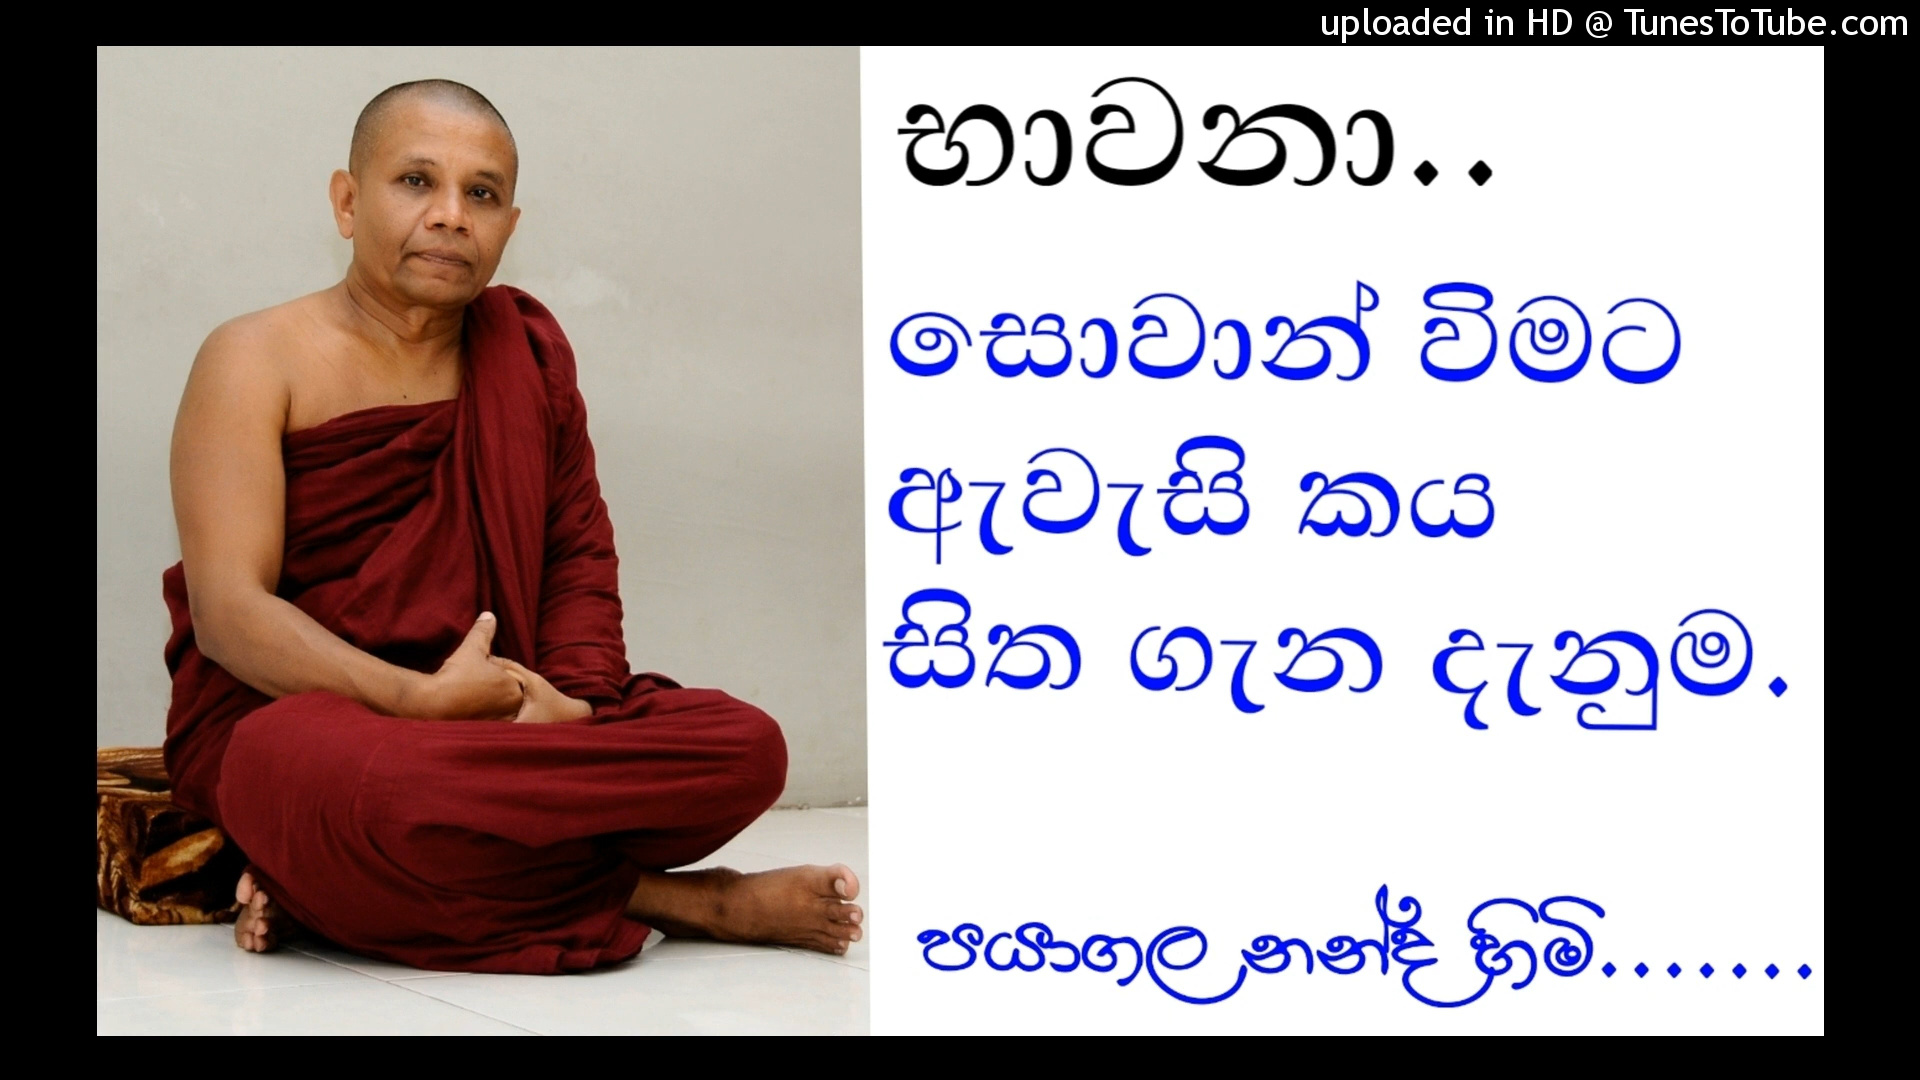 uploaded in HD @ TunesToTube.com
භාවනා..
සොවාන් විමට
ඇවැසි කය
සිත ගැන දැනුම.
පයාගල නන්ද හිමි.......